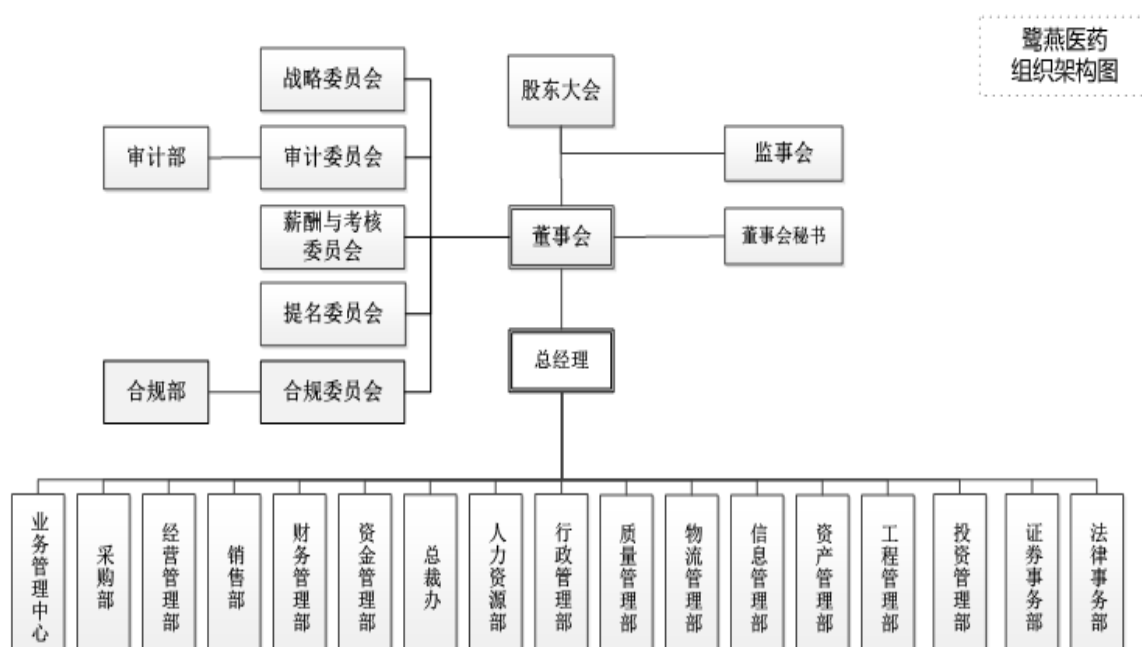 鹭燕医药
组织架构图
战略委员会
股东大会
审计部
审计委员会
监事会
薪酬与考核
委员会
董事会
董事会秘书
提名委员会
总经理
合规部
合规委员会
业务管理中心
采购部
经营管理部
销售部
财务管理部
资金管理部
总裁办
人力资源部
行政管理部
质量管理部
物流管理部
信息管理部
资产管理部
工程管理部
投资管理部
证券事务部
法律事务部